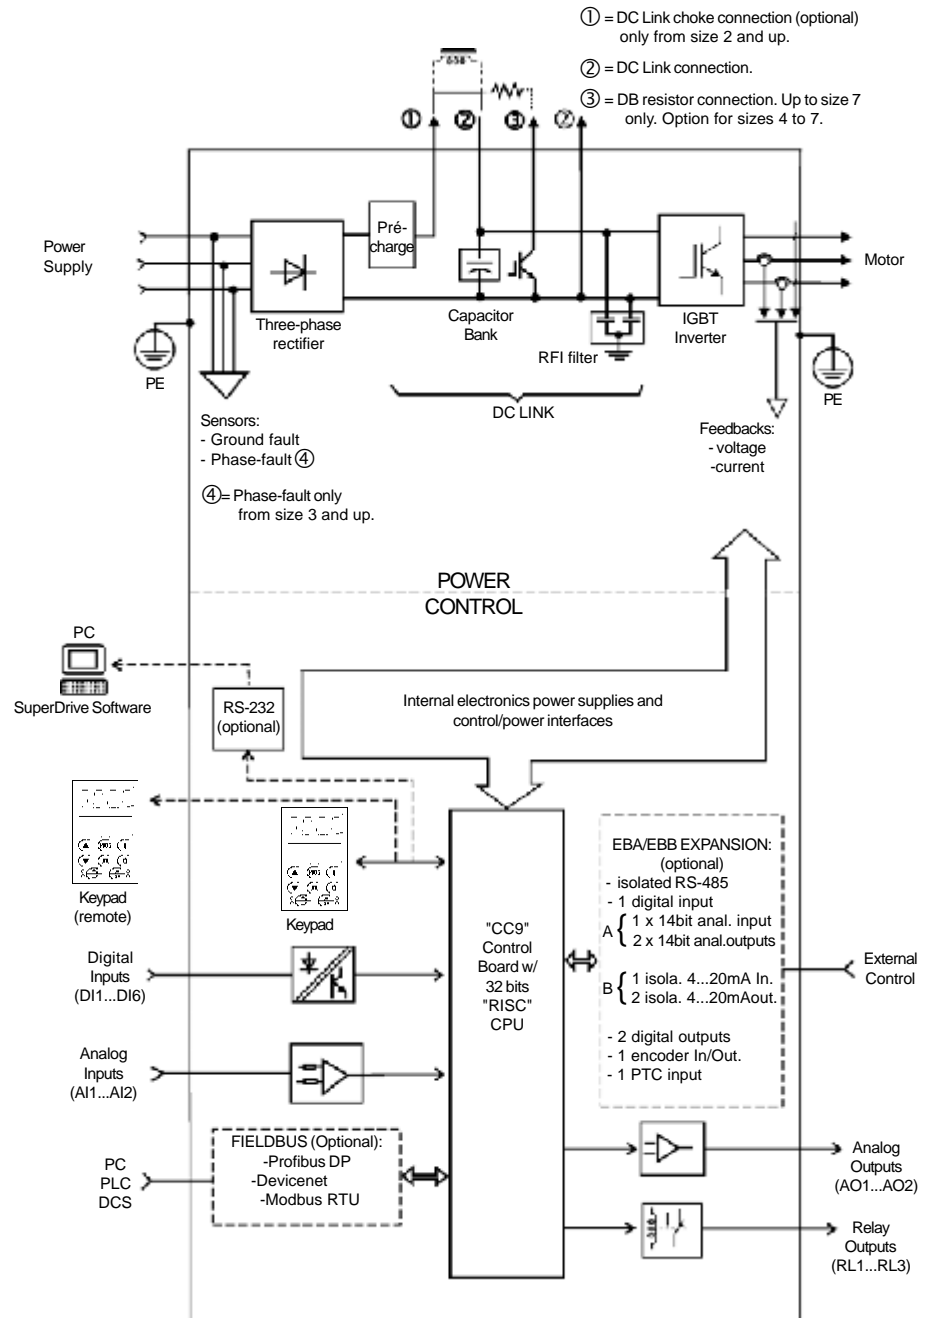 ① = DC Link choke connection (optional)
only from size 2 and up.
② = DC Link connection.
③ = DB resistor connection. Up to size 7
only. Option for sizes 4 to 7.
① ② ③ ②
Pré-
charge
Power
Supply
Motor
Three-phase
rectifier
Capacitor
Bank
IGBT
Inverter
RFI filter
PE
PE
DC LINK
Sensors:
- Ground fault
- Phase-fault ④
Feedbacks:
- voltage
-current
④= Phase-fault only
from size 3 and up.
POWER
CONTROL
PC
SuperDrive Software
RS-232
(optional)
Internal electronics power supplies and
control/power interfaces
Keypad
(remote)
Keypad
EBA/EBB EXPANSION:
(optional)
- isolated RS-485
- 1 digital input
A { 1 x 14bit anal. input
2 x 14bit anal.outputs
B { 1 isola. 4...20mA In.
2 isola. 4...20mAout.
- 2 digital outputs
- 1 encoder In/Out.
- 1 PTC input
"CC9"
Control
Board w/
32 bits
"RISC"
CPU
Digital
Inputs
(DI1...DI6)
External
Control
Analog
Inputs
(AI1...AI2)
FIELDBUS (Optional):
-Profibus DP
-Devicenet
-Modbus RTU
PC
PLC
DCS
Analog
Outputs
(AO1...AO2)
Relay
Outputs
(RL1...RL3)